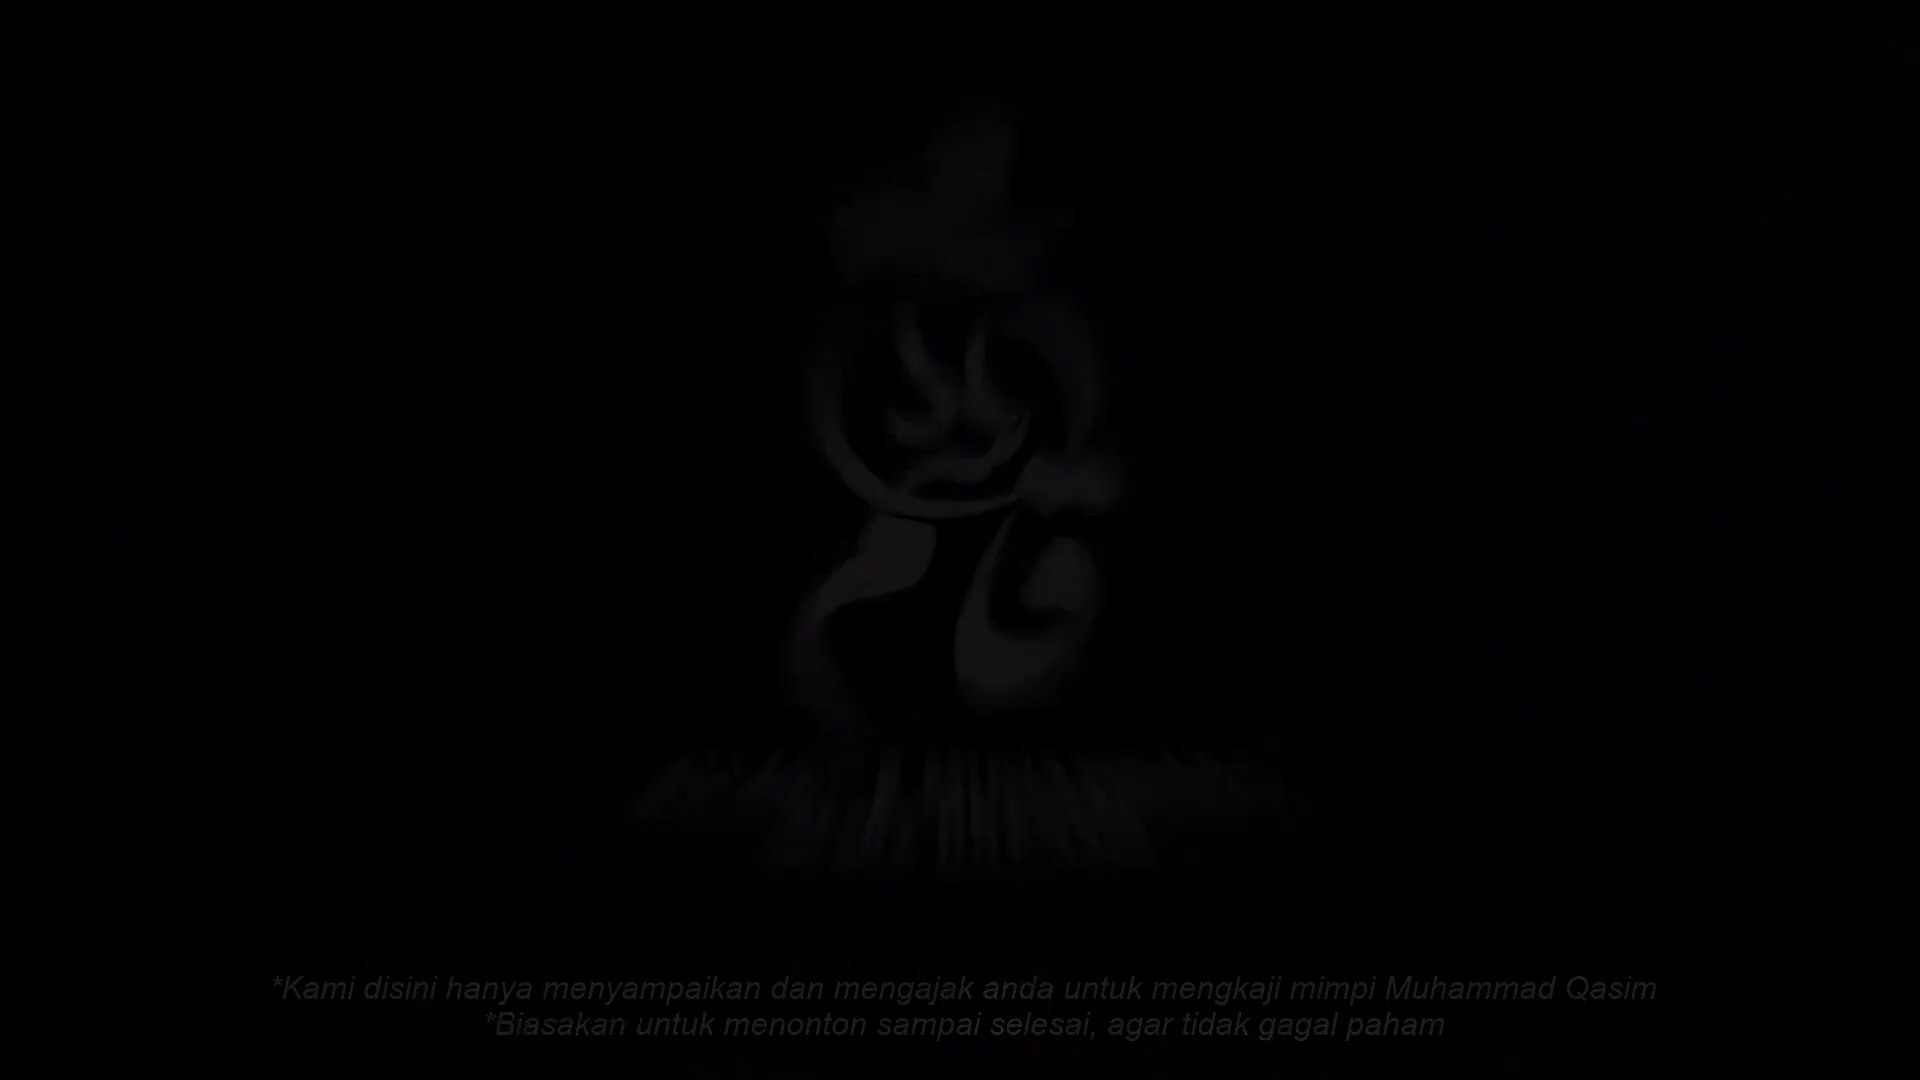 *Kami disini hanya menyampaikan dan mengajak anda untuk mengkaji mimpi Muhammad Qasim
*Biasakan untuk menonton sampai selesai, agar tidak gagal paham